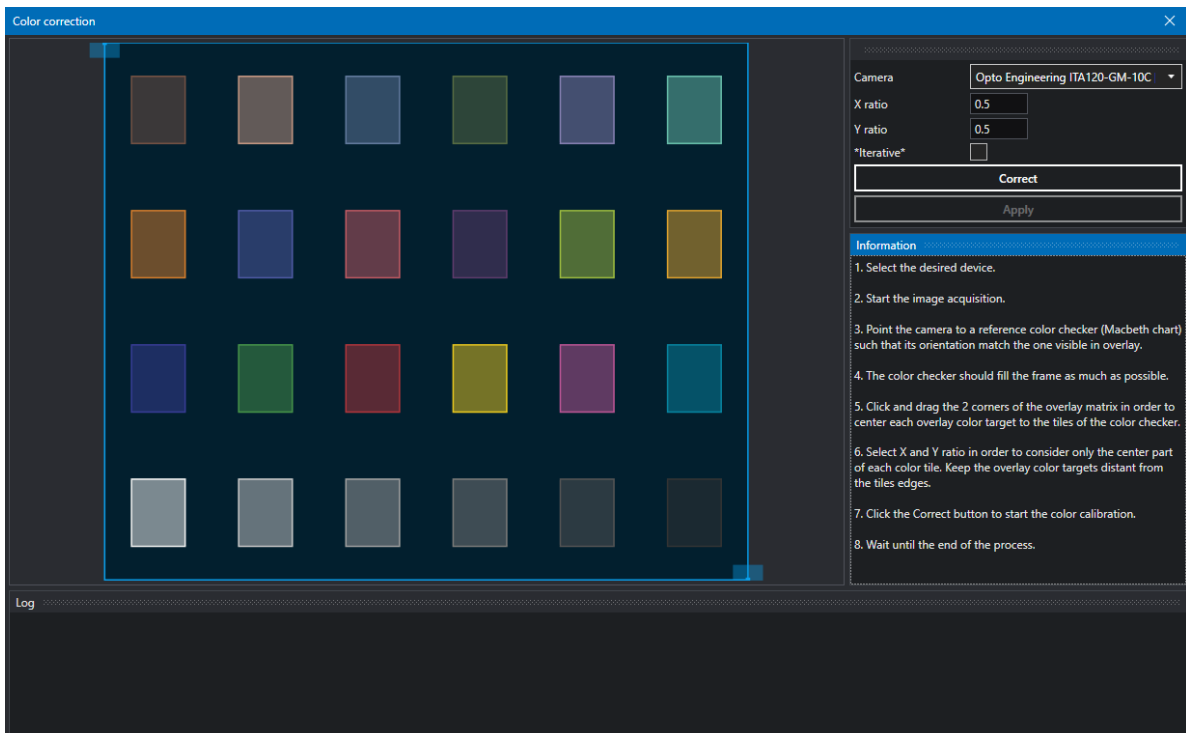 Color correction
Camera
Opto Engineering ITA120-GM-10C
X ratio
0.5
Y ratio
0.5
*Iterative*
Correct
Apply
Information
1. Select the desired device.
2. Start the image acquisition.
3. Point the camera to a reference color checker (Macbeth chart)
such that its orientation match the one visible in overlay.
4. The color checker should fill the frame as much as possible.
5. Click and drag the 2 corners of the overlay matrix in order to
center each overlay color target to the tiles of the color checker.
6. Select X and Y ratio in order to consider only the center part
of each color tile. Keep the overlay color targets distant from
the tiles edges.
7. Click the Correct button to start the color calibration.
8. Wait until the end of the process.
Log